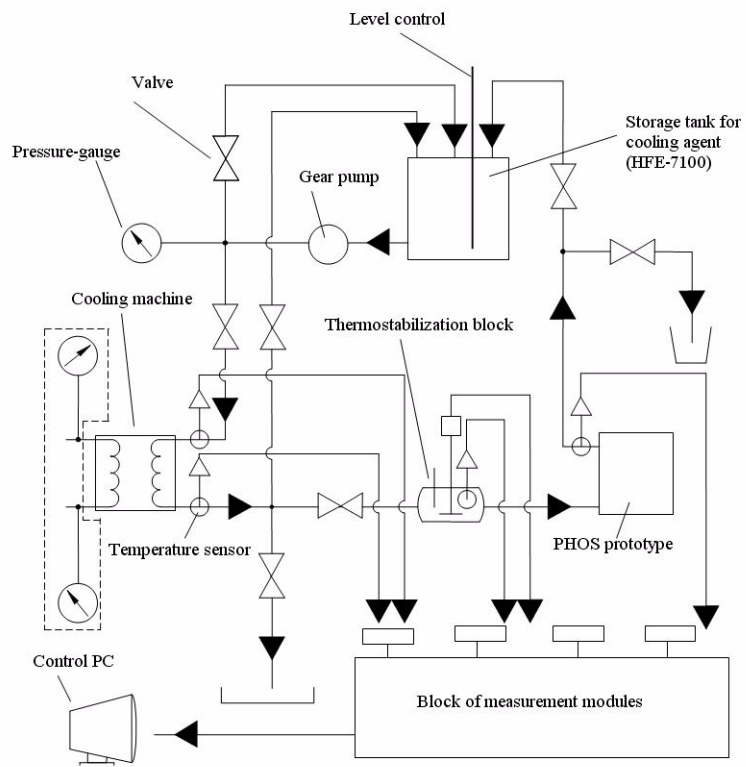 Level control
Valve
Storage tank for
cooling agent
(HFE-7100)
Pressure-gauge
Gear pump
Cooling machine
Thermostabilization block
Temperature sensor
PHOS prototype
Control PC
Block of measurement modules